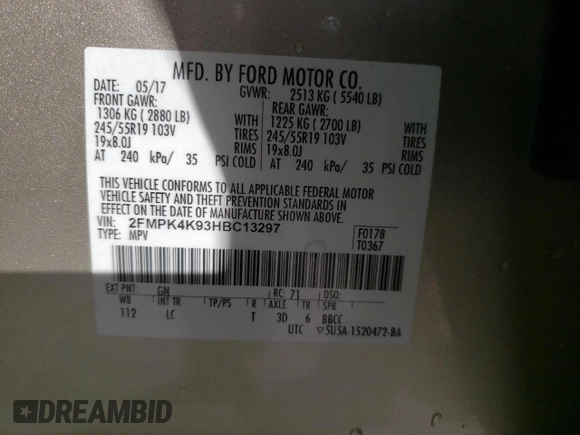 MFD. BY FORD MOTOR CO.
DATE: 05/17 GVWR: 2513 KG ( 5540 LB)
FRONT GAWR: REAR GAWR:
1306 KG ( 2880 LB) WITH 1225 KG ( 2700 LB) WITH
245/55R19 103V TIRES 245/55R19 103V TIRES
19x8.0J RIMS 19x8.0J RIMS
AT 240 kPa/ 35 PSI COLD AT 240 kPa/ 35 PSI COLD
THIS VEHICLE CONFORMS TO ALL APPLICABLE FEDERAL MOTOR
VEHICLE SAFETY AND THEFT PREVENTION STANDARDS IN
EFFECT ON THE DATE OF MANUFACTURE SHOWN ABOVE.
VIN: 2FMPK4K93HBC13297 F0178
TYPE: MPV T0367
EXT PNT: GN RC: 71 DSO:
WB INT TR TP/PS R AXLE TR SPR
112 LC T 3D 6 BBCC
UTC ▽5U5A-1520472-BA
DREAMBID